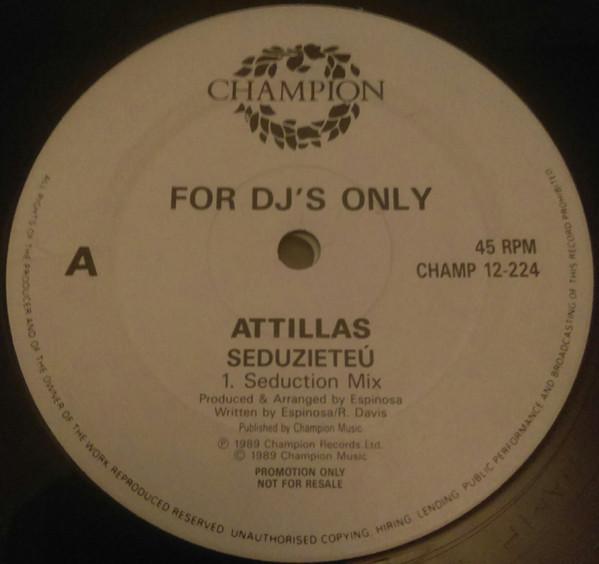 CHAMPION
FOR DJ'S ONLY
A
45 RPM
CHAMP 12-224
ATTILLAS
SEDUZIETEÚ
1. Seduction Mix
Produced & Arranged by Espinosa
Written by Espinosa/R. Davis
Published by Champion Music
℗ 1989 Champion Records Ltd.
© 1989 Champion Music
PROMOTION ONLY
NOT FOR RESALE
ALL RIGHTS OF THE PRODUCER AND OF THE OWNER OF THE WORK REPRODUCED RESERVED. UNAUTHORISED COPYING, HIRING, LENDING, PUBLIC PERFORMANCE AND BROADCASTING OF THIS RECORD PROHIBITED